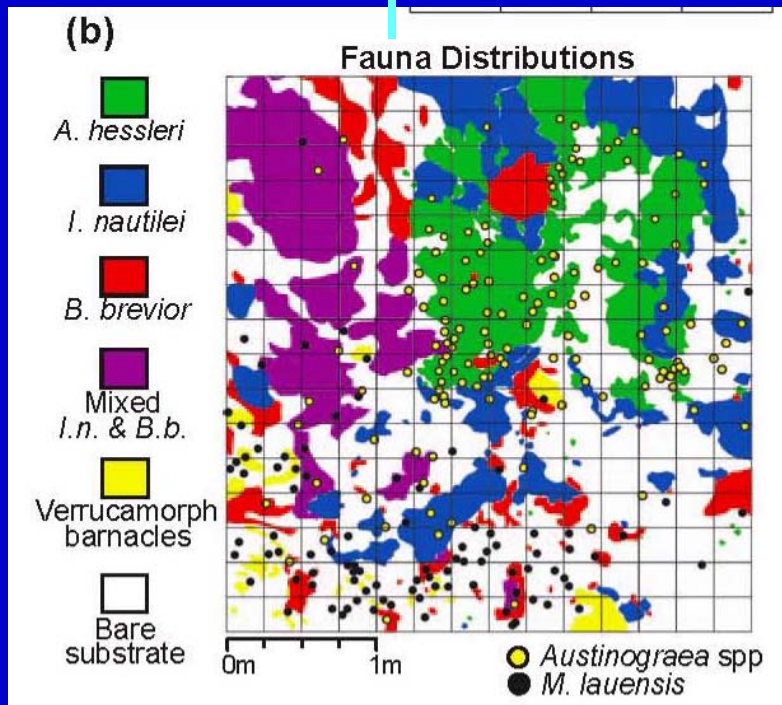 (b)
Fauna Distributions
A. hessleri
I. nautilei
B. brevior
Mixed
I.n. & B.b.
Verrucamorph
barnacles
Bare
substrate
0m
1m
Austinograea spp
M. lauensis